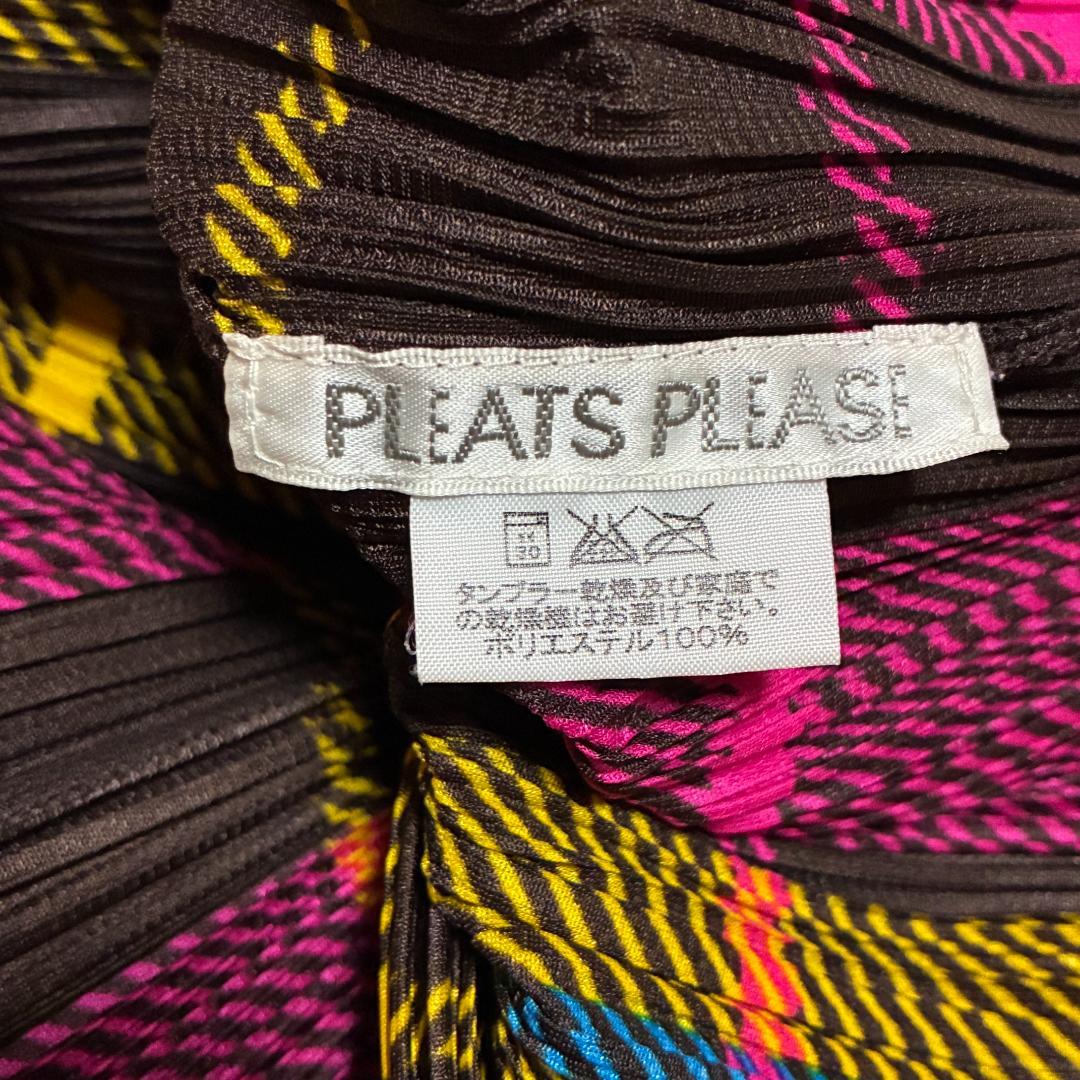 PLEATS PLEASE
30
タンブラー乾燥及び家庭で
の乾燥機はお避け下さい。
ポリエステル100%